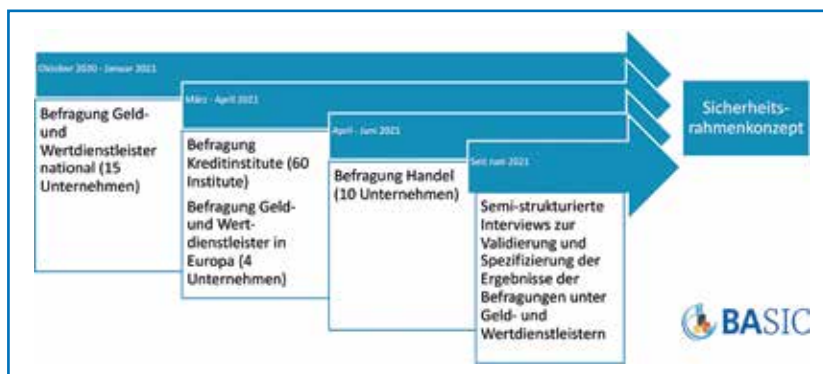 Oktober 2020 - Januar 2021
Befragung Geld-
und
Wertdienstleister
national (15
Unternehmen)
März - April 2021
Befragung
Kreditinstitute (60
Institute)
Befragung Geld-
und Wert-
dienstleister in
Europa (4
Unternehmen)
April - Juni 2021
Befragung Handel
(10 Unternehmen)
Seit Juni 2021
Semi-strukturierte
Interviews zur
Validierung und
Spezifizierung der
Ergebnisse der
Befragungen unter
Geld- und
Wertdienstleistern
Sicherheits-
rahmenkonzept
BASIC